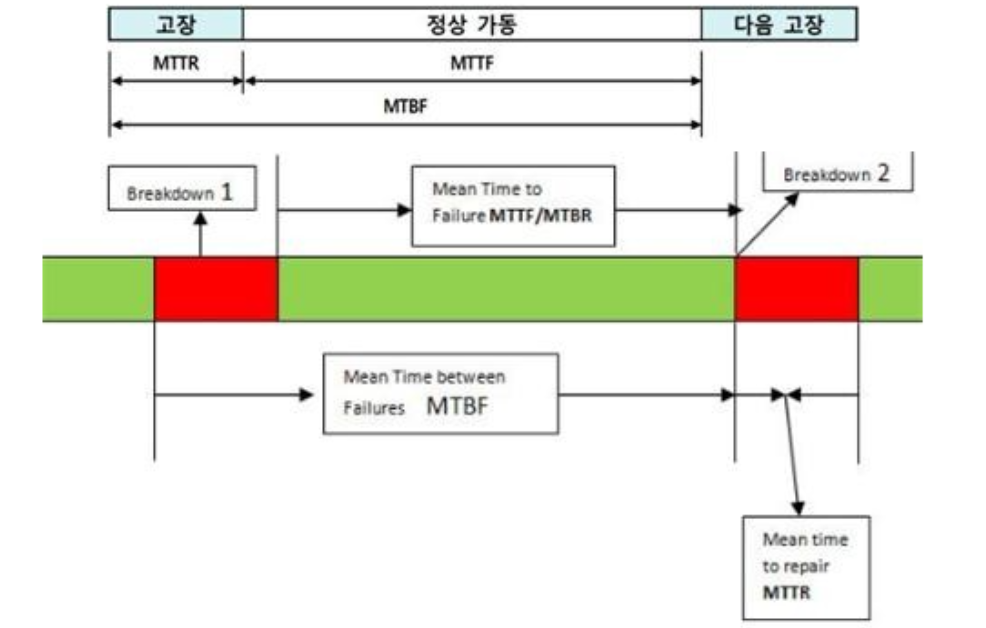 고장 정상 가동 다음 고장
MTTR MTTF
MTBF
Breakdown 1
Mean Time to
Failure MTTF/MTBR
Breakdown 2
Mean Time between
Failures MTBF
Mean time
to repair
MTTR